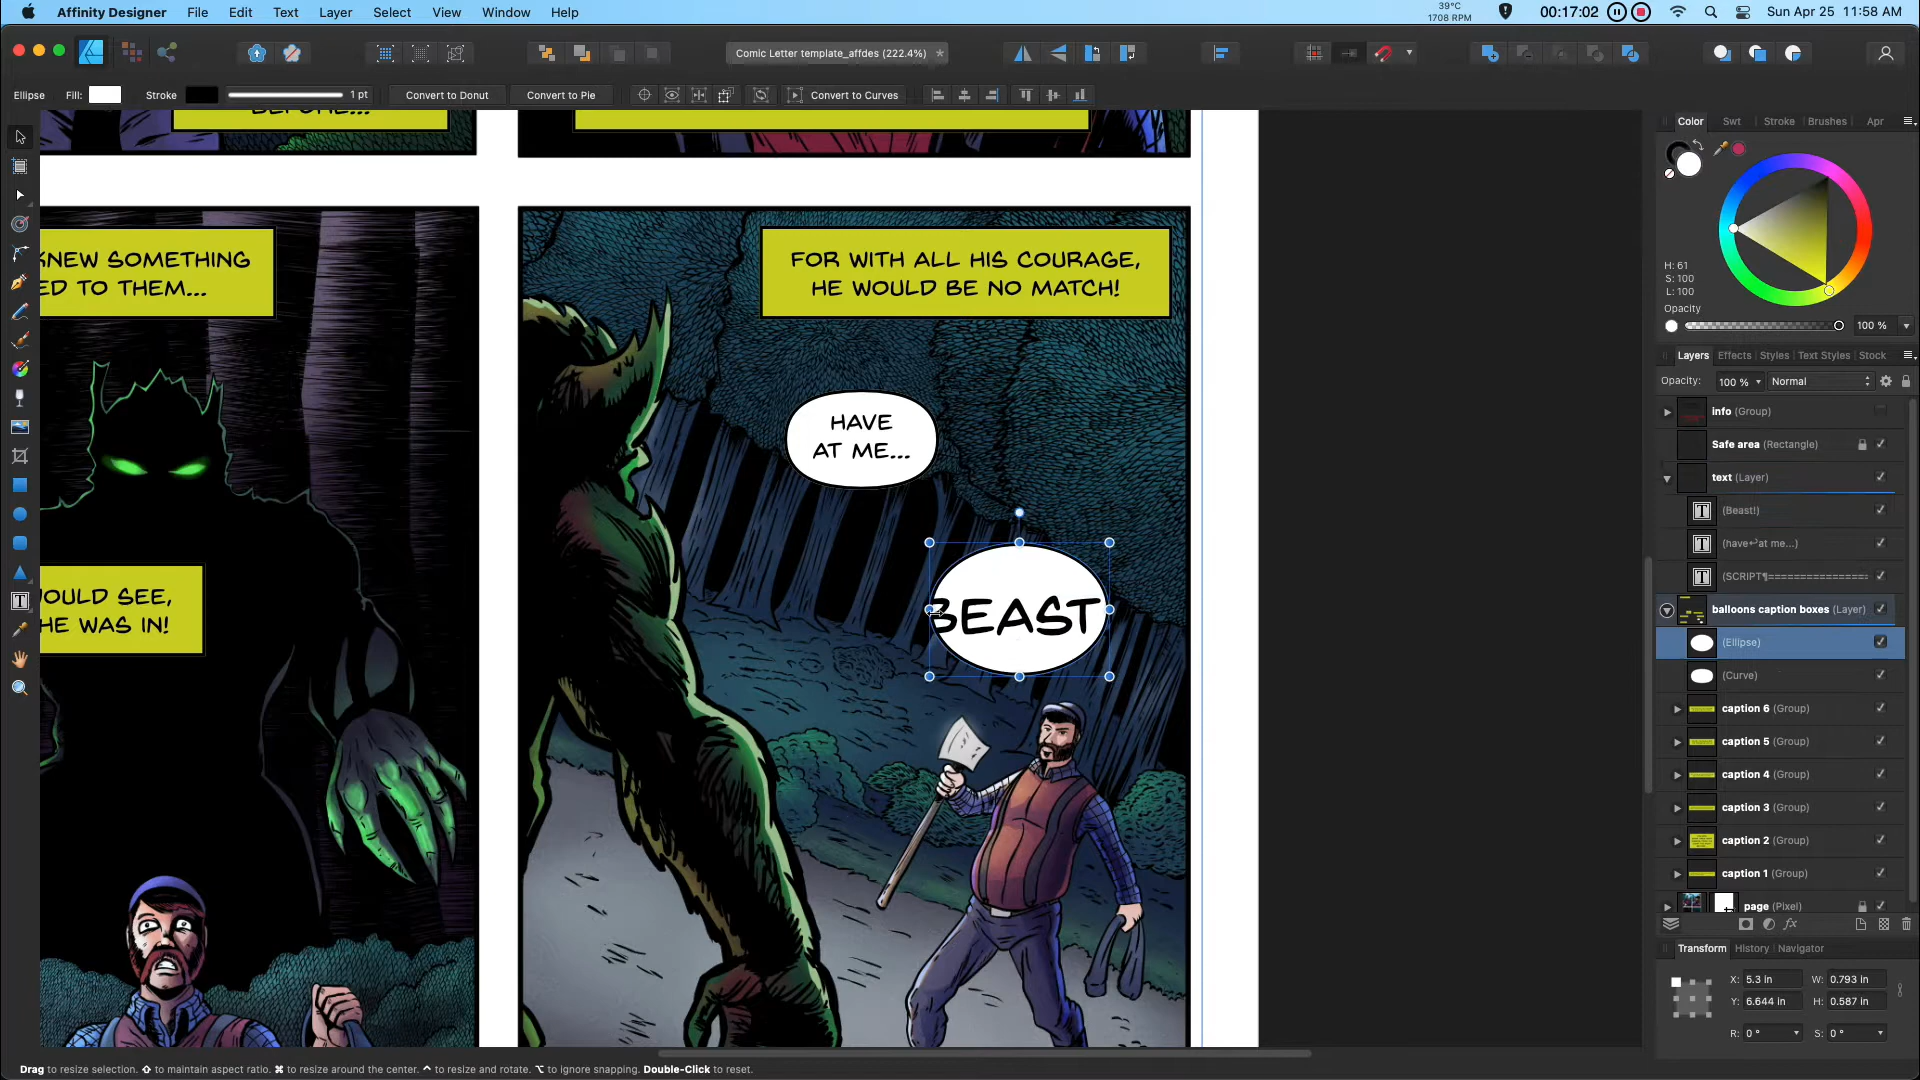 Affinity Designer File Edit Text Layer Select View Window Help
39°C
1708 RPM
00:17:02
Sun Apr 25 11:58 AM
Comic Letter template_affdes (222.4%)
Ellipse Fill: Stroke 1 pt Convert to Donut Convert to Pie Convert to Curves
BEFORE...
KNEW SOMETHING
ED TO THEM...
FOR WITH ALL HIS COURAGE,
HE WOULD BE NO MATCH!
HAVE
AT ME...
BEAST
OULD SEE,
HE WAS IN!
Color Swt Stroke Brushes Apr
H: 61
S: 100
L: 100
Opacity
100 %
Layers Effects Styles Text Styles Stock
Opacity: 100 % Normal
info (Group)
Safe area (Rectangle)
text (Layer)
(Beast!)
(have↵at me...)
(SCRIPT¶================
balloons caption boxes (Layer)
(Ellipse)
(Curve)
caption 6 (Group)
caption 5 (Group)
caption 4 (Group)
caption 3 (Group)
caption 2 (Group)
caption 1 (Group)
page (Pixel)
fx
Transform History Navigator
X: 5.3 in W: 0.793 in
Y: 6.644 in H: 0.587 in
R: 0 ° S: 0 °
Drag to resize selection. ⇧ to maintain aspect ratio. ⌘ to resize around the center. ^ to resize and rotate. ⌥ to ignore snapping. Double-Click to reset.